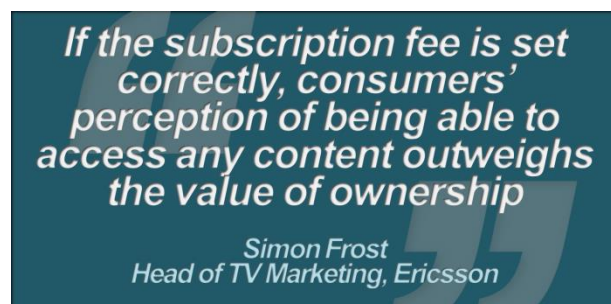 If the subscription fee is set
correctly, consumers’
perception of being able to
access any content outweighs
the value of ownership
Simon Frost
Head of TV Marketing, Ericsson